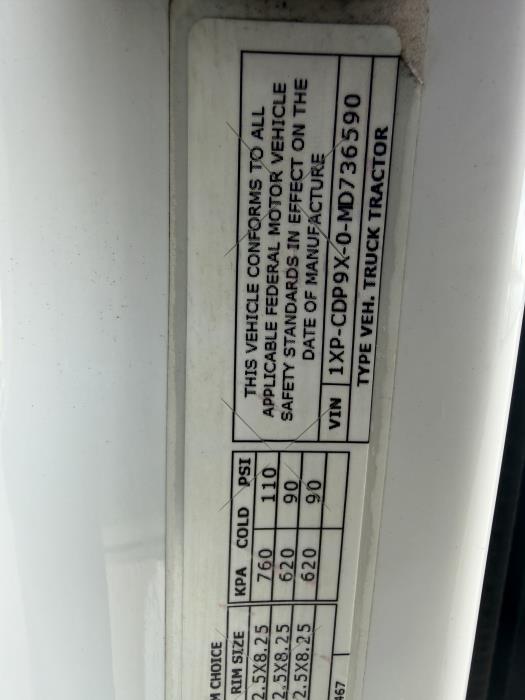 M CHOICE
RIM SIZE KPA COLD PSI
2.5X8.25 760 110
2.5X8.25 620 90
2.5X8.25 620 90
467
THIS VEHICLE CONFORMS TO ALL
APPLICABLE FEDERAL MOTOR VEHICLE
SAFETY STANDARDS IN EFFECT ON THE
DATE OF MANUFACTURE
VIN 1XP-CDP9X-0-MD736590
TYPE VEH. TRUCK TRACTOR